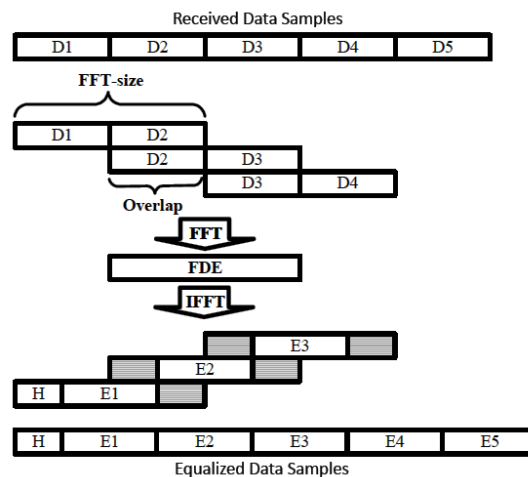 Received Data Samples
D1 D2 D3 D4 D5
FFT-size
D1 D2
D2 D3
D3 D4
Overlap
FFT
FDE
IFFT
E3
E2
H E1
H E1 E2 E3 E4 E5
Equalized Data Samples